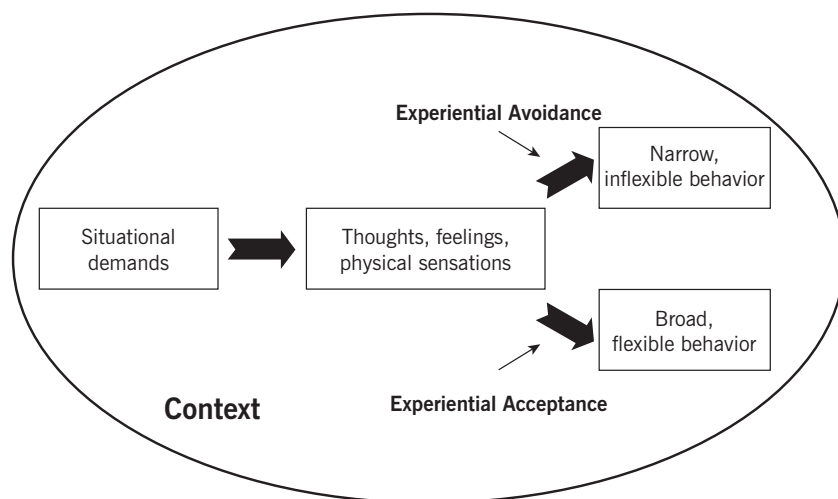 Experiential Avoidance
Narrow,
inflexible behavior
Situational
demands
Thoughts, feelings,
physical sensations
Broad,
flexible behavior
Experiential Acceptance
Context